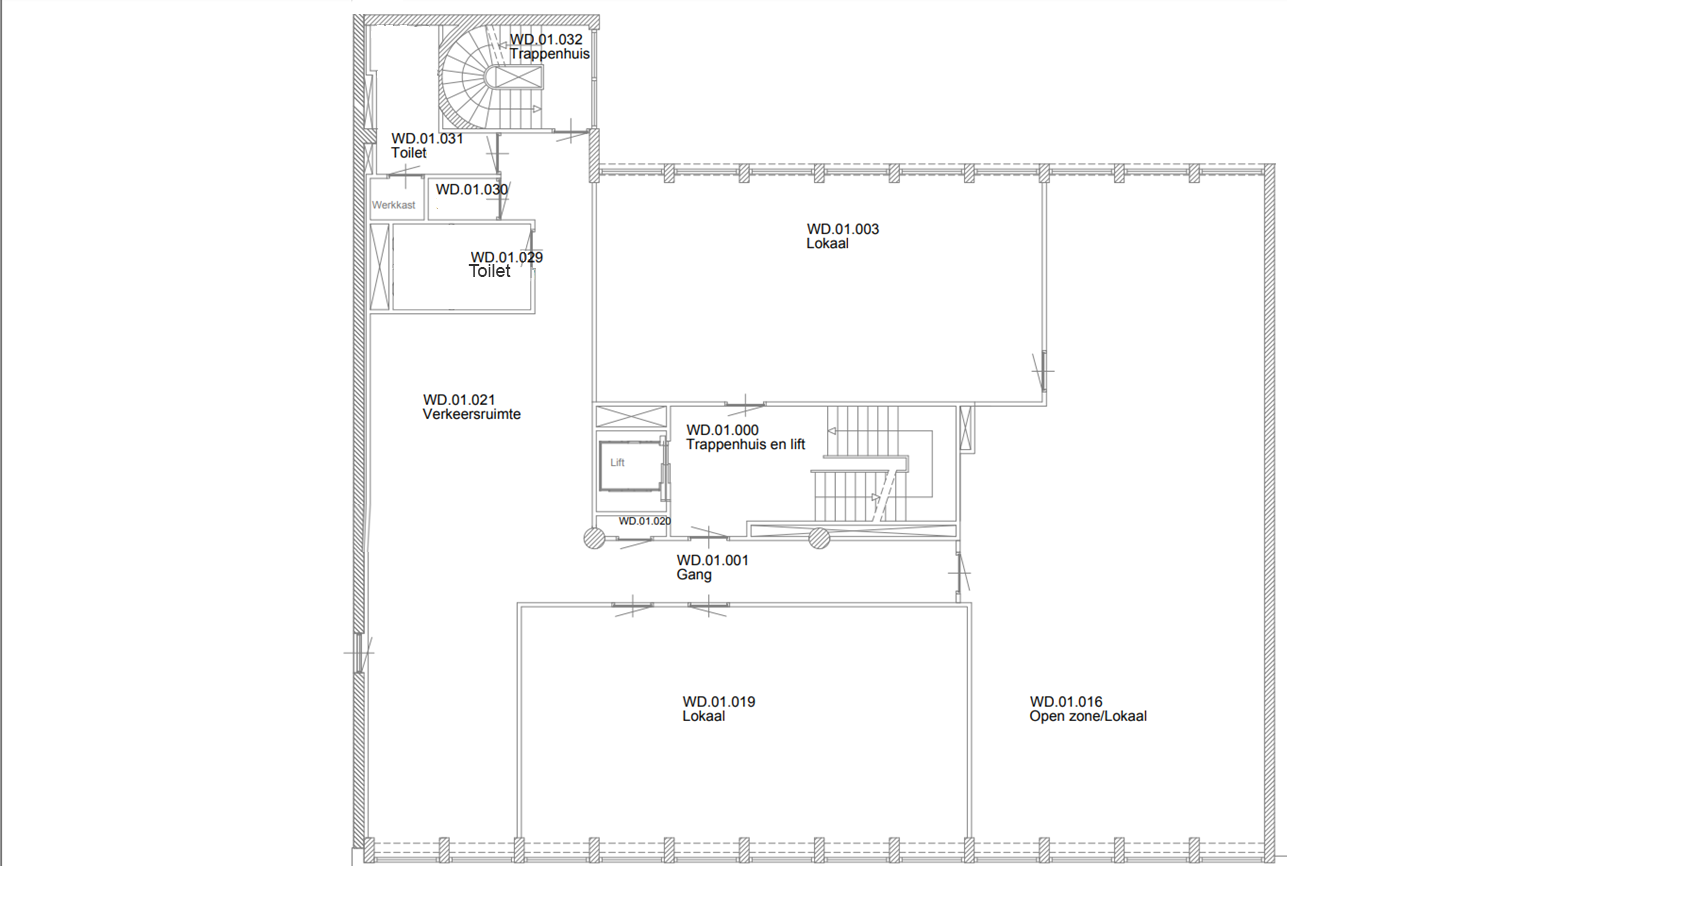 WD.01.032
Trappenhuis
WD.01.031
Toilet
WD.01.030
Werkkast
WD.01.029
Toilet
WD.01.003
Lokaal
WD.01.021
Verkeersruimte
WD.01.000
Trappenhuis en lift
Lift
WD.01.020
WD.01.001
Gang
WD.01.019
Lokaal
WD.01.016
Open zone/Lokaal